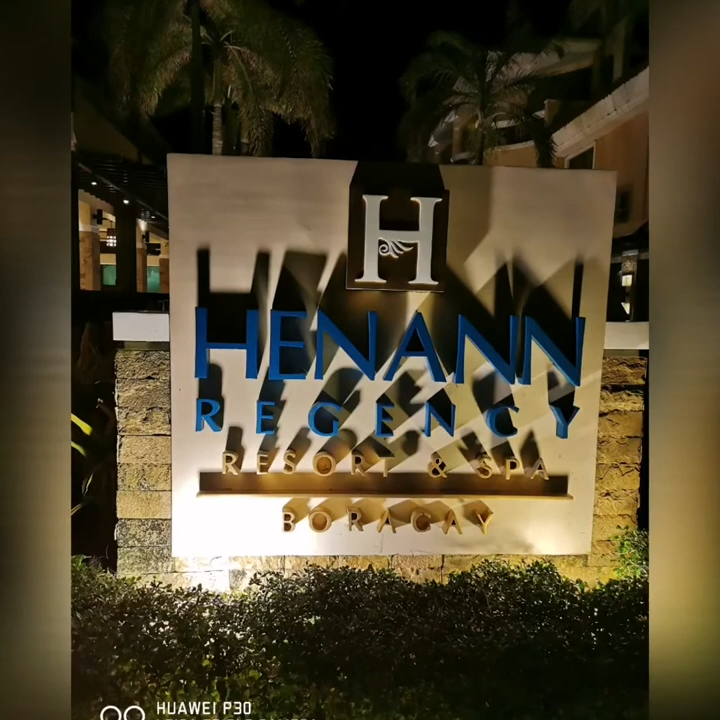 H
HENANN
REGENCY
RESORT & SPA
BORACAY
HUAWEI P30